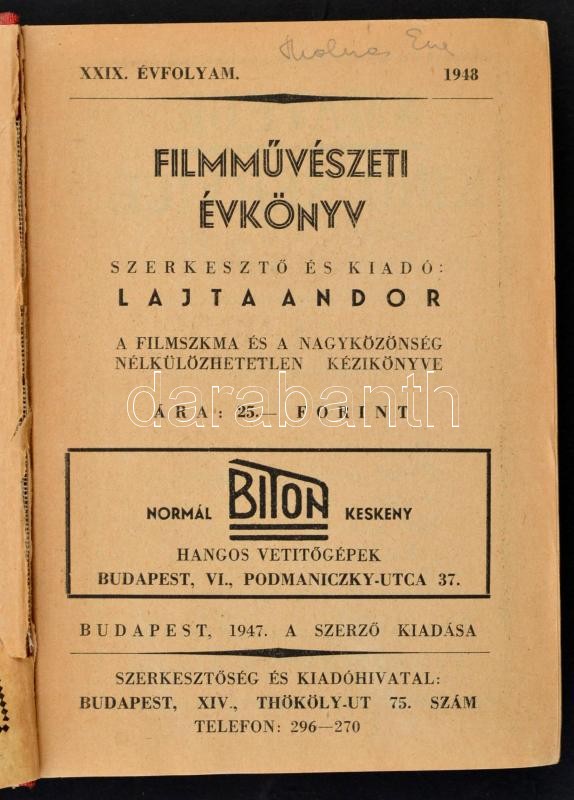 XXIX. ÉVFOLYAM. 1948
FILMMŰVÉSZETI
ÉVKÖNYV
SZERKESZTŐ ÉS KIADÓ:
LAJTA ANDOR
A FILMSZKMA ÉS A NAGYKÖZÖNSÉG
NÉLKÜLÖZHETETLEN KÉZIKÖNYVE
darabanth
ÁRA: 25.— FORINT
NORMÁL BITON KESKENY
HANGOS VETITŐGÉPEK
BUDAPEST, VI., PODMANICZKY-UTCA 37.
BUDAPEST, 1947. A SZERZŐ KIADÁSA
SZERKESZTŐSÉG ÉS KIADÓHIVATAL:
BUDAPEST, XIV., THÖKÖLY-UT 75. SZÁM
TELEFON: 296—270